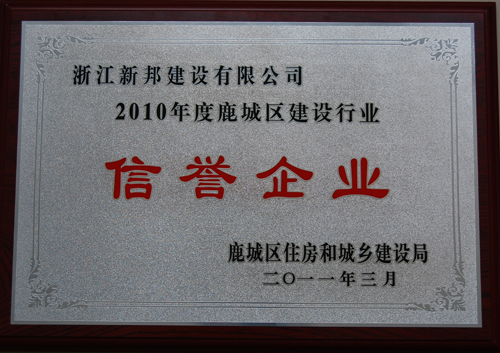 浙江新邦建设有限公司
2010年度鹿城区建设行业
信誉企业
鹿城区住房和城乡建设局
二〇一一年三月